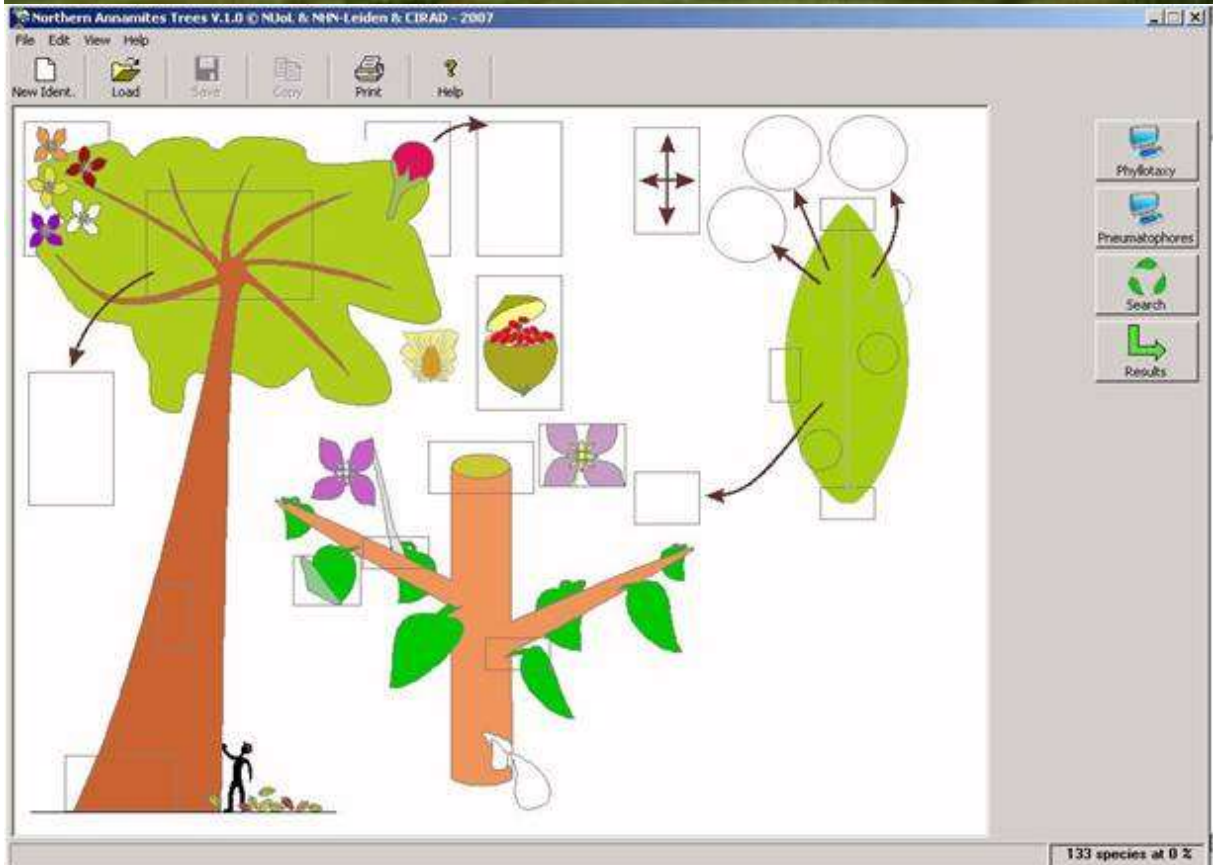 Northern Annamites Trees V.1.0 © NUoL & NHN-Leiden & CIRAD - 2007
File Edit View Help
New Ident. Load Save Copy Print Help
Phyllotaxy
Pneumatophores
Search
Results
133 species at 0 %